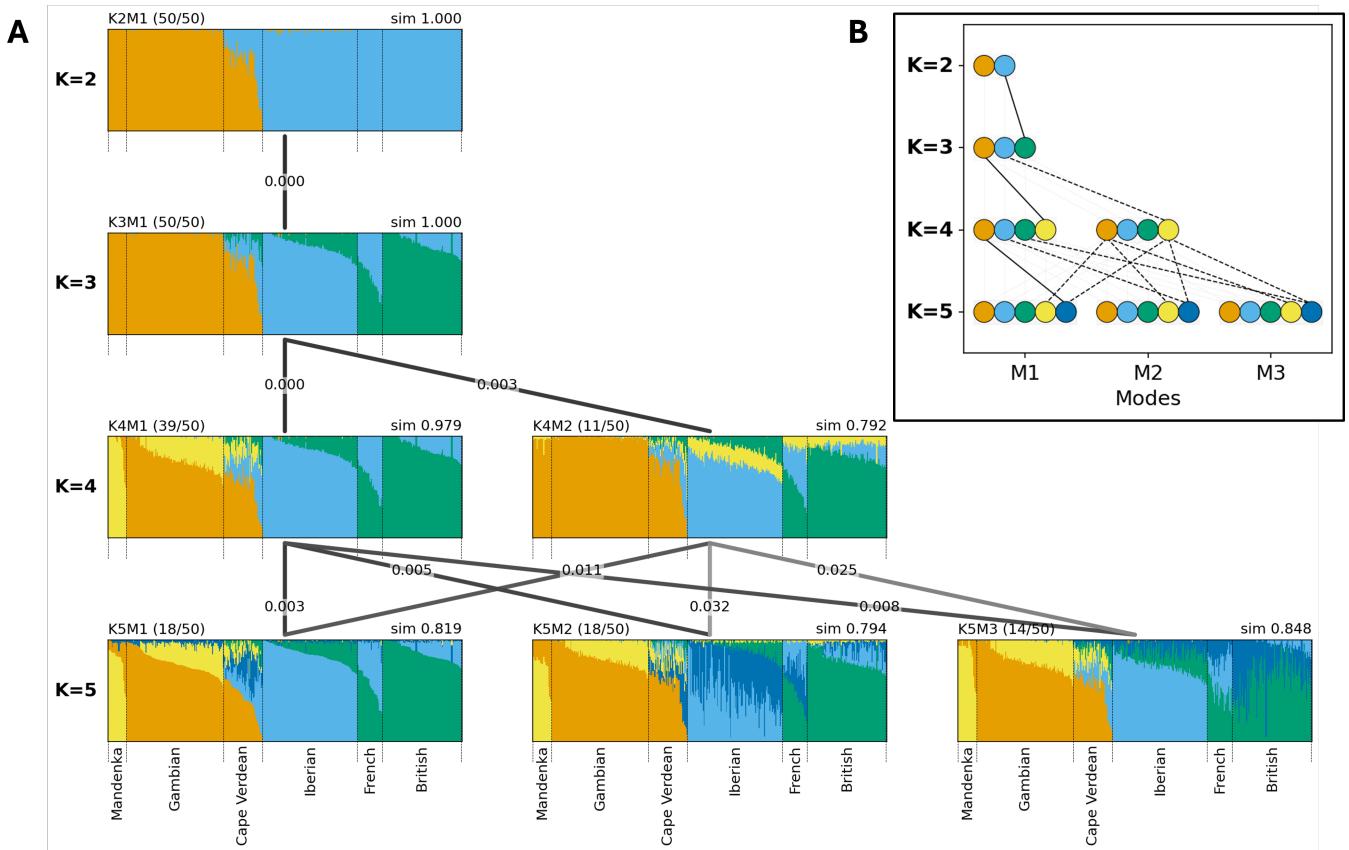 A
K2M1 (50/50) sim 1.000
K=2
0.000
K3M1 (50/50) sim 1.000
K=3
0.000 0.003
K4M1 (39/50) sim 0.979 K4M2 (11/50) sim 0.792
K=4
0.005 0.011 0.025
0.003 0.032 0.008
K5M1 (18/50) sim 0.819 K5M2 (18/50) sim 0.794 K5M3 (14/50) sim 0.848
K=5
Mandenka Gambian Cape Verdean Iberian French British Mandenka Gambian Cape Verdean Iberian French British Mandenka Gambian Cape Verdean Iberian French British
B
K=2
K=3
K=4
K=5
M1 M2 M3
Modes